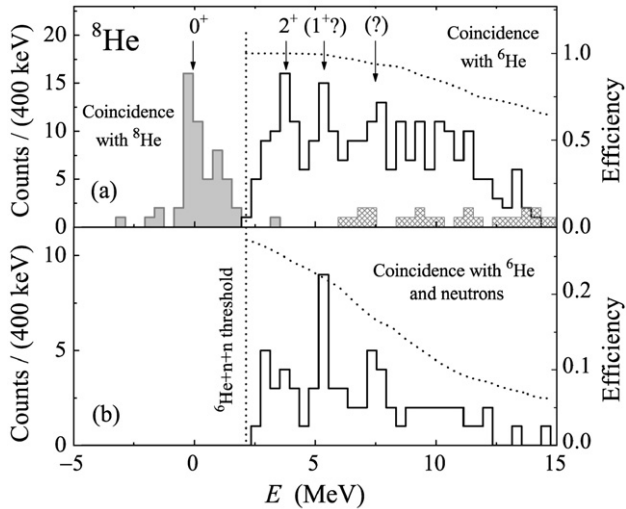 ⁸He 0⁺ 2⁺ (1⁺?) (?)
Coincidence with ⁶He
Coincidence with ⁸He
(a)
Counts / (400 keV)
20
15
10
5
0
1.0
0.5
0.0
Efficiency
Coincidence with ⁶He
and neutrons
⁶He+n+n threshold
(b)
Counts / (400 keV)
10
5
0
0.2
0.1
0.0
Efficiency
−5 0 5 10 15
E (MeV)